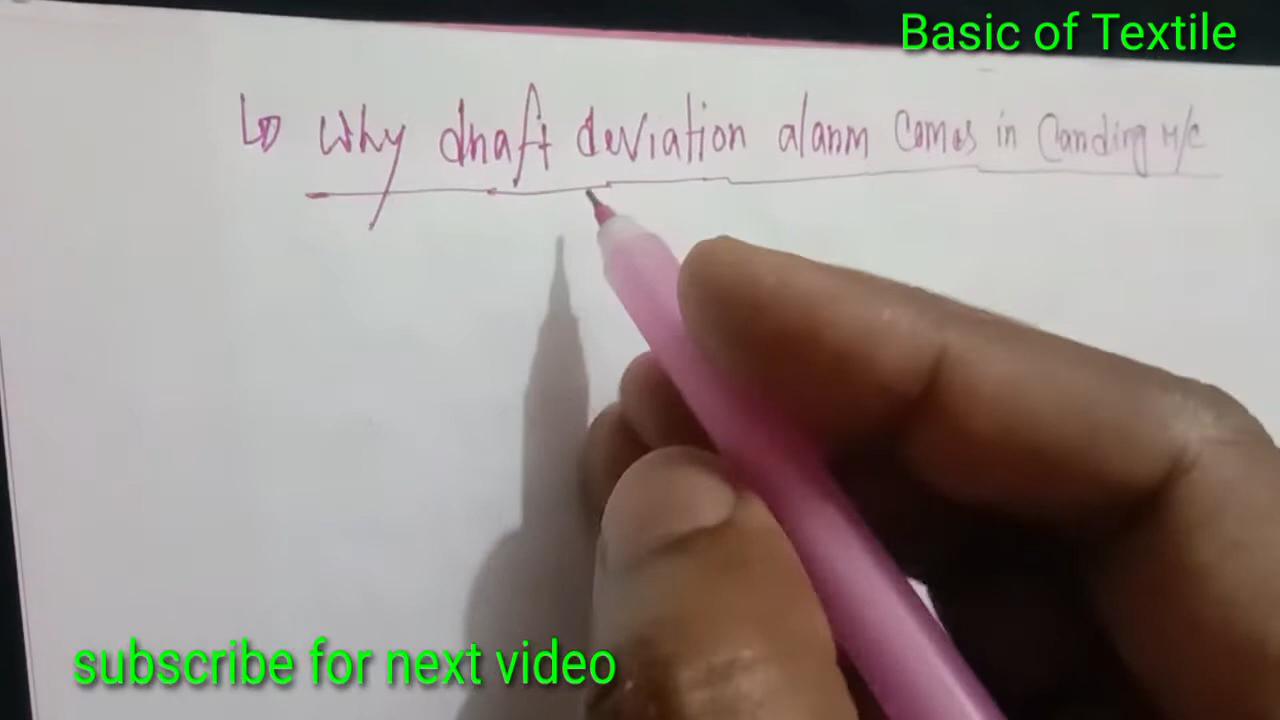 Basic of Textile
Why draft deviation alarm comes in Carding M/c
subscribe for next video